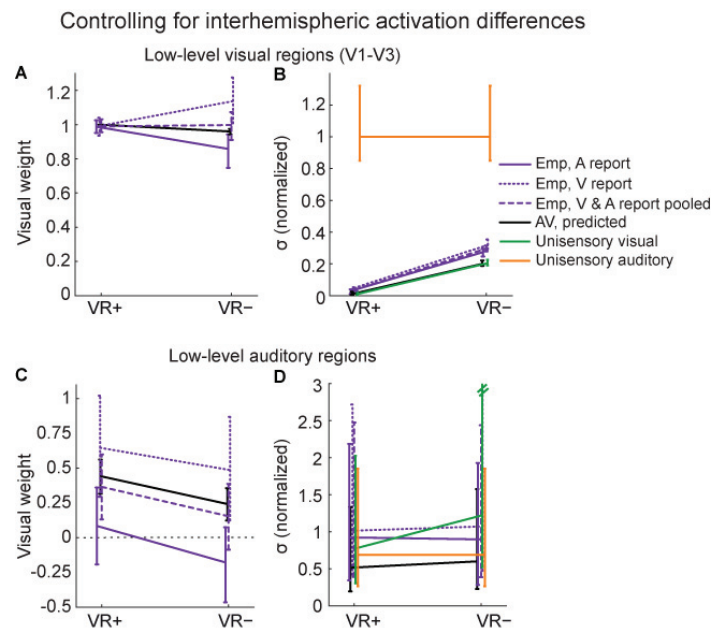 Controlling for interhemispheric activation differences
Low-level visual regions (V1-V3)
A
Visual weight
1.2
1
0.8
0.6
0.4
0.2
0
VR+
VR−
B
σ (normalized)
1.2
1
0.8
0.6
0.4
0.2
0
VR+
VR−
Emp, A report
Emp, V report
Emp, V & A report pooled
AV, predicted
Unisensory visual
Unisensory auditory
Low-level auditory regions
C
Visual weight
1
0.75
0.5
0.25
0
-0.25
-0.5
VR+
VR−
D
σ (normalized)
3
2.5
2
1.5
1
0.5
0
VR+
VR−